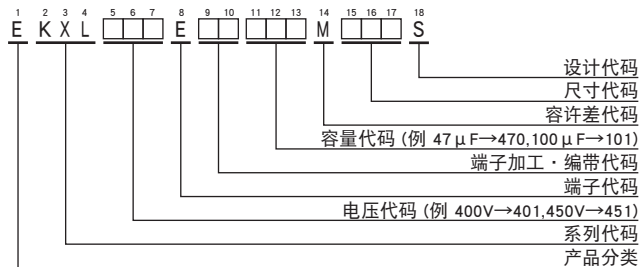 1 2 3 4 5 6 7 8 9 10 11 12 13 14 15 16 17 18
E K X L □ □ □ E □ □ □ □ □ M □ □ □ S
设计代码
尺寸代码
容许差代码
容量代码 (例 47μF→470,100μF→101)
端子加工・编带代码
端子代码
电压代码 (例 400V→401,450V→451)
系列代码
产品分类